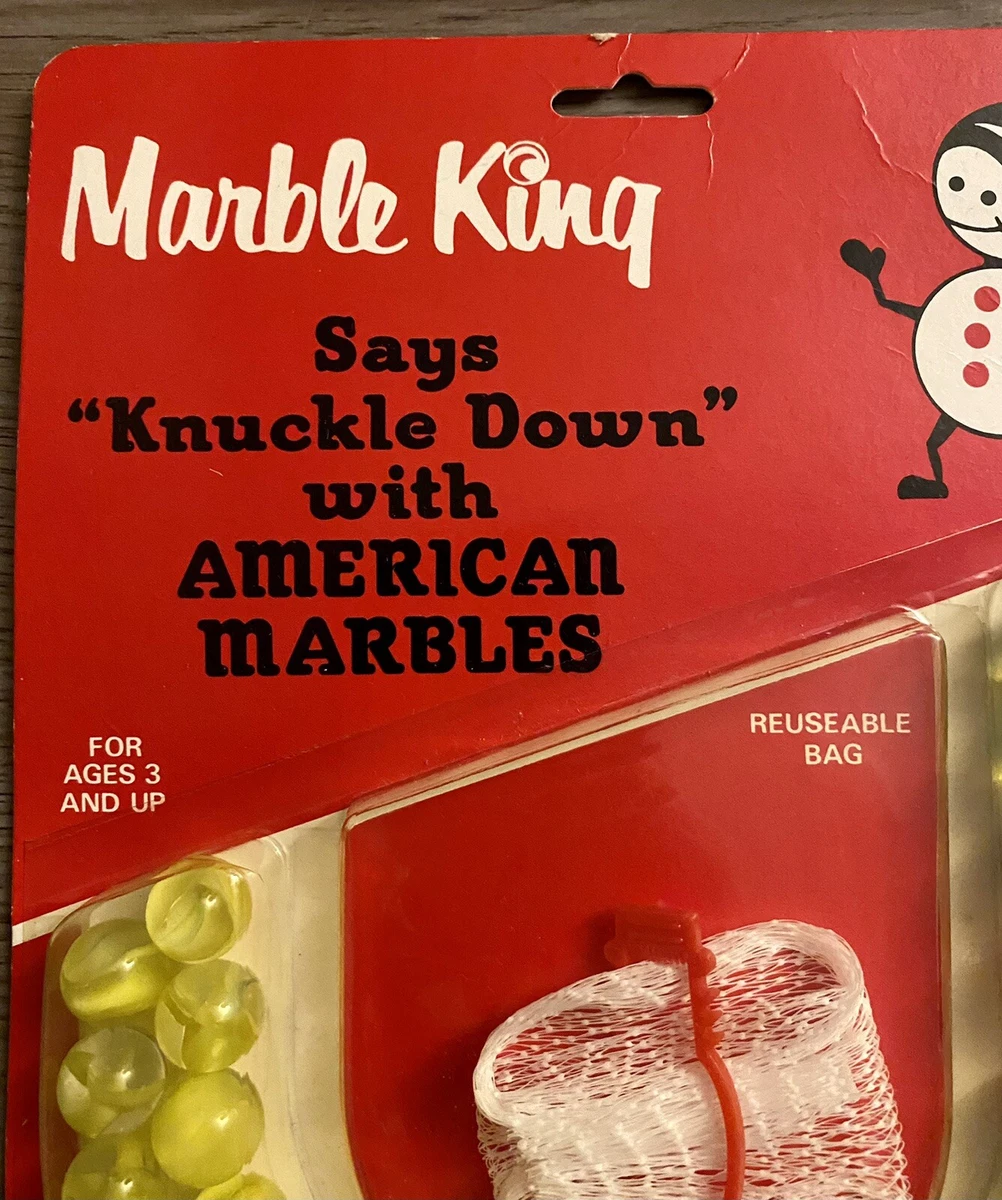 Marble King
Says
“Knuckle Down”
with
AMERICAN
MARBLES
FOR
AGES 3
AND UP
REUSEABLE
BAG